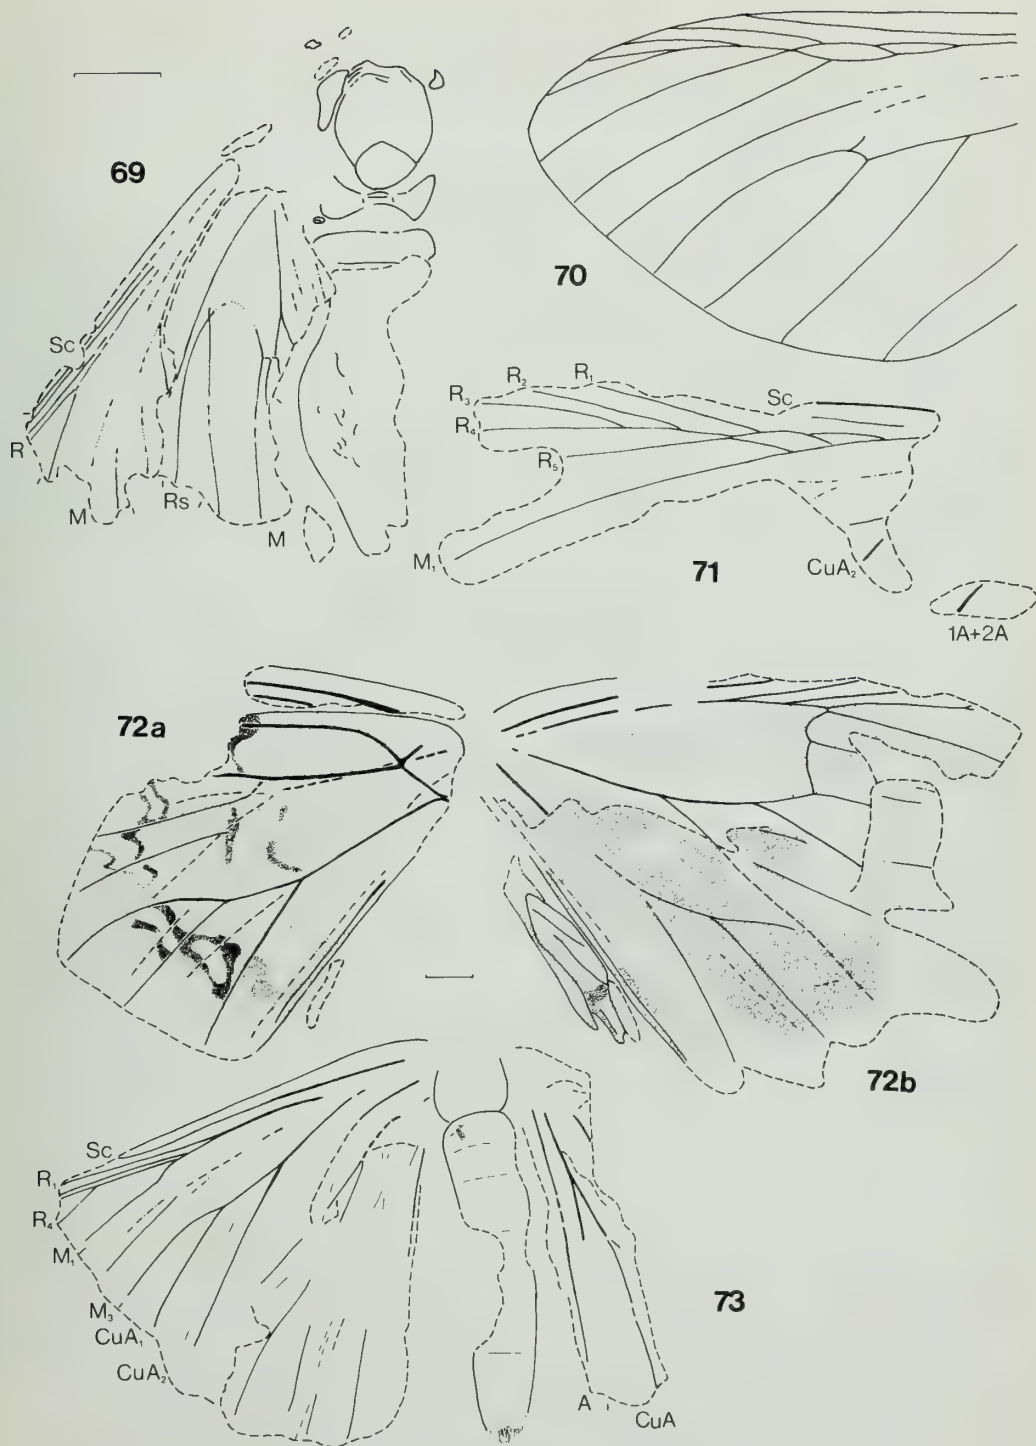 69
Sc
R
M
Rs
M
70
R₁
R₂
R₃
R₄
R₅
Sc
M₁
71
CuA₂
1A+2A
72a
72b
Sc
R₁
R₄
M₁
M₃
CuA₁
CuA₂
73
A
CuA